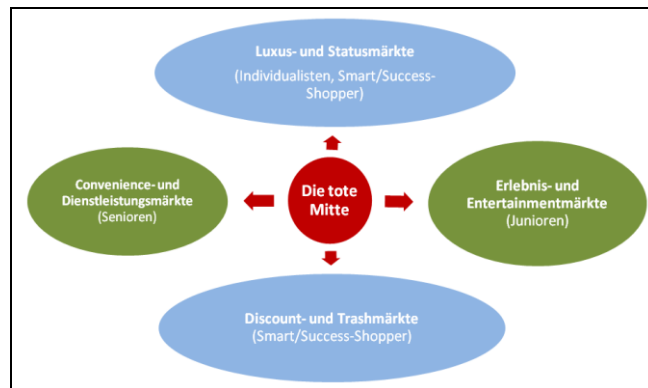 Luxus- und Statusmärkte
(Individualisten, Smart/Success-
Shopper)
Convenience- und
Dienstleistungsmärkte
(Senioren)
Die tote
Mitte
Erlebnis- und
Entertainmentmärkte
(Junioren)
Discount- und Trashmärkte
(Smart/Success-Shopper)